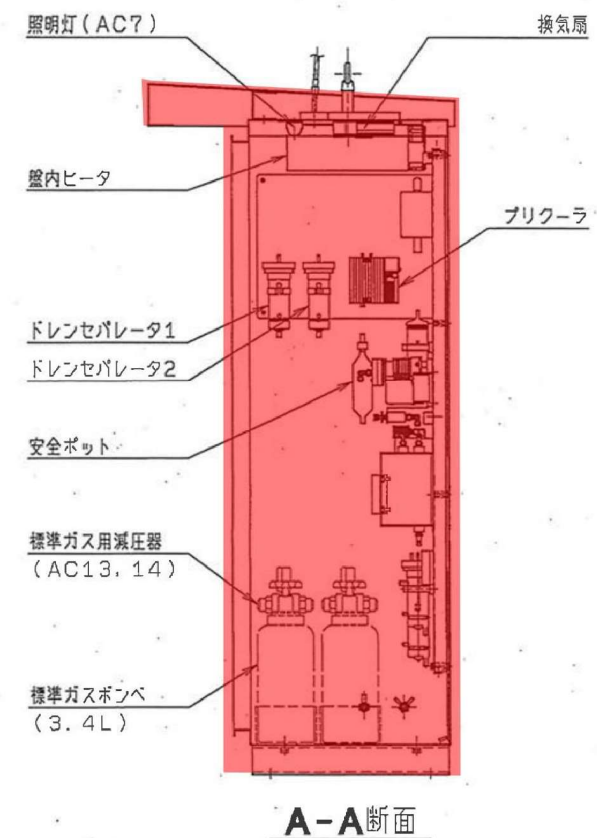 照明灯(AC7)
換気扇
盤内ヒータ
プリクーラ
ドレンセパレータ1
ドレンセパレータ2
安全ポット
標準ガス用減圧器
(AC13,14)
標準ガスボンベ
(3.4L)
A-A断面